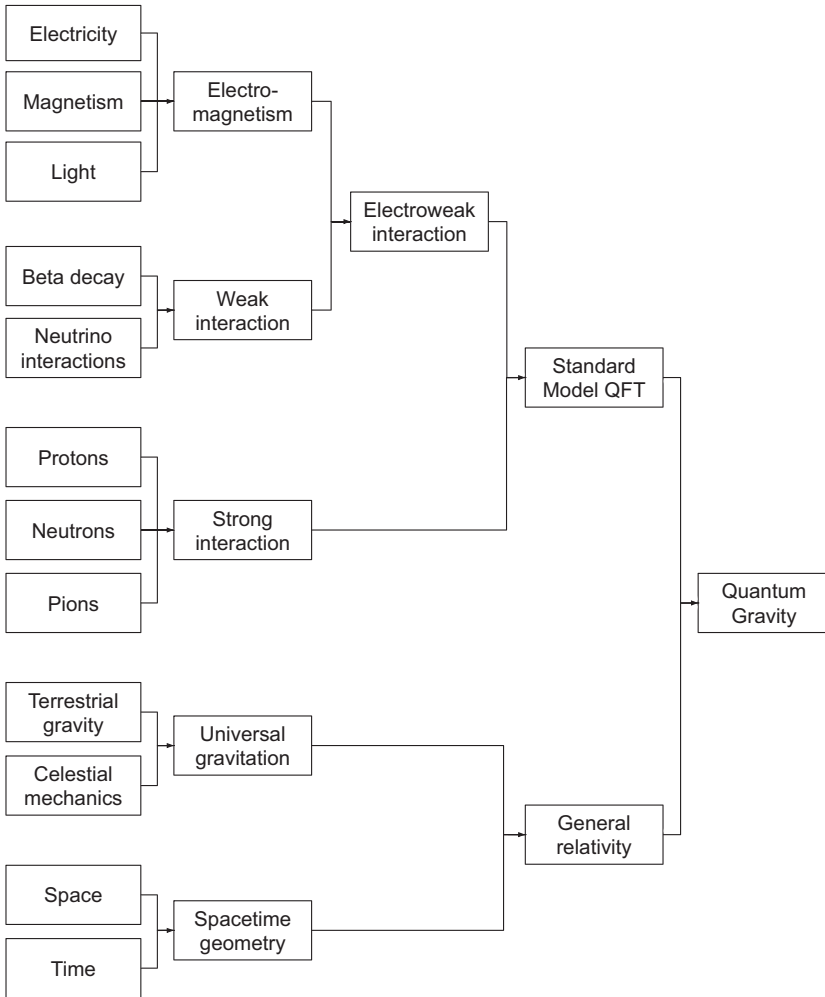 Electricity
Magnetism
Light
Electro-
magnetism
Beta decay
Neutrino
interactions
Weak
interaction
Electroweak
interaction
Protons
Neutrons
Pions
Strong
interaction
Standard
Model QFT
Terrestrial
gravity
Celestial
mechanics
Universal
gravitation
Space
Time
Spacetime
geometry
General
relativity
Quantum
Gravity